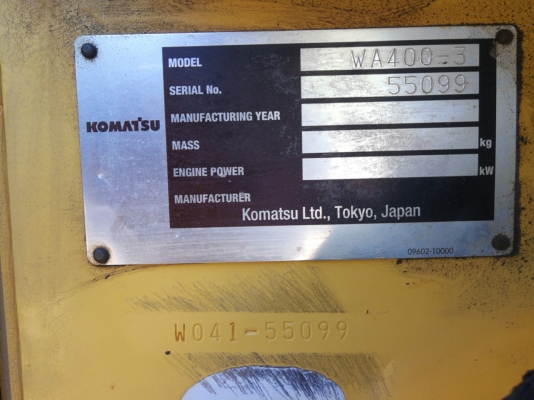 KOMATSU
MODEL WA400-3
SERIAL No. 55099
MANUFACTURING YEAR
MASS kg
ENGINE POWER kW
MANUFACTURER
Komatsu Ltd., Tokyo, Japan
09602-10000
W041-55099